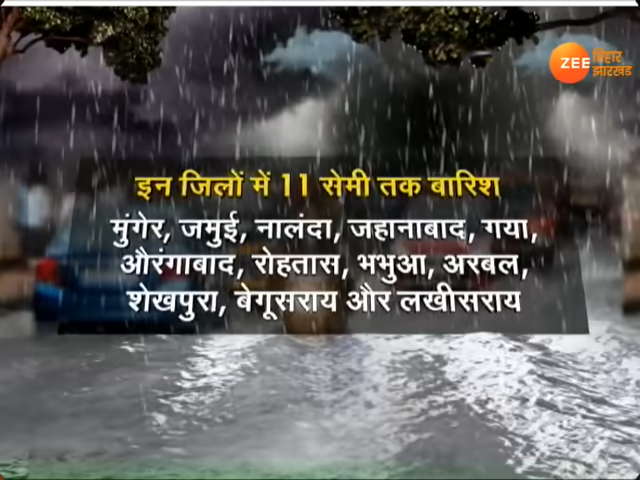 ZEE बिहार
झारखंड
इन जिलों में 11 सेमी तक बारिश
मुंगेर, जमुई, नालंदा, जहानाबाद, गया,
औरंगाबाद, रोहतास, भभुआ, अरबल,
शेखपुरा, बेगूसराय और लखीसराय